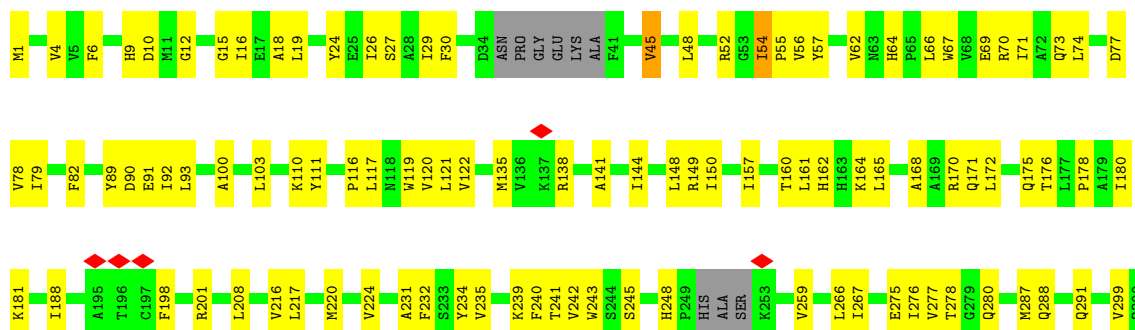 M1 V4 V5 F6 H9 D10 M11 G12 G15 I16 E17 A18 L19 Y24 E25 I26 S27 A28 I29 F30 D34 ASN PRO GLY GLU LYS ALA F41 V45 L48 R52 G53 I54 P55 V56 Y57 V62 N63 H64 P65 L66 W67 V68 E69 R70 I71 A72 Q73 L74 D77
V78 I79 F82 Y89 D90 E91 I92 L93 A100 L103 K110 Y111 P116 L117 N118 W119 V120 L121 V122 M135 V136 K137 R138 A141 I144 L148 R149 I150 I157 T160 L161 H162 H163 K164 L165 A168 A169 R170 Q171 L172 Q175 T176 L177 P178 A179 I180
K181 I188 A195 T196 C197 F198 R201 L208 V216 L217 M220 V224 A231 F232 S233 Y234 V235 K239 F240 T241 V242 W243 S244 S245 H248 P249 HIS ALA SER K253 V259 L266 I267 E275 I276 V277 T278 G279 Q280 M287 Q288 Q291 V299